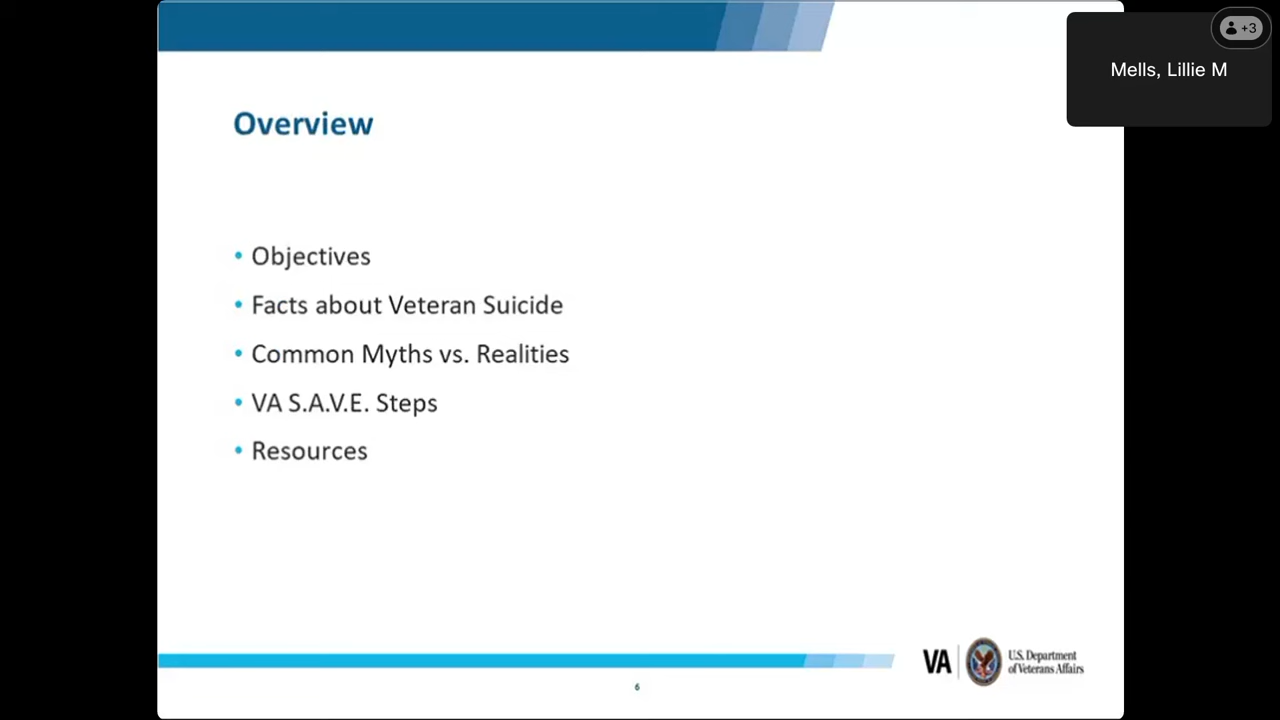 +3
Mells, Lillie M
Overview
• Objectives
• Facts about Veteran Suicide
• Common Myths vs. Realities
• VA S.A.V.E. Steps
• Resources
VA
U.S. Department
of Veterans Affairs
6